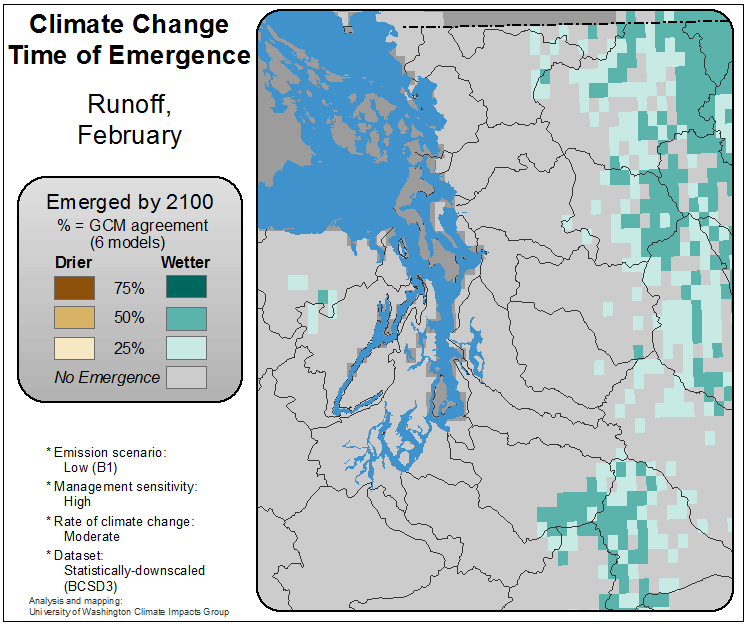 Climate Change
Time of Emergence
Runoff,
February
Emerged by 2100
% = GCM agreement
(6 models)
Drier Wetter
75%
50%
25%
No Emergence
* Emission scenario:
Low (B1)
* Management sensitivity:
High
* Rate of climate change:
Moderate
* Dataset:
Statistically-downscaled
(BCSD3)
Analysis and mapping:
University of Washington Climate Impacts Group